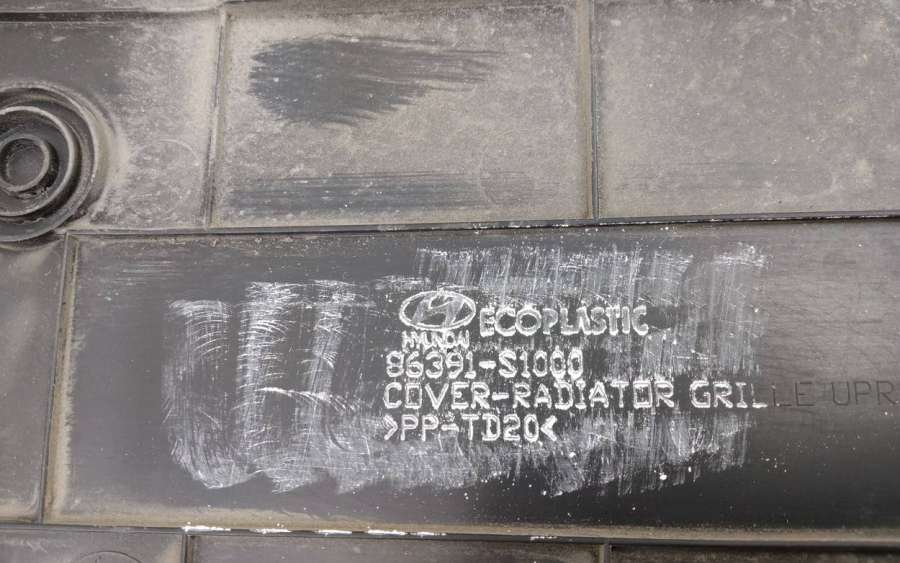 HYUNDAI ECOPLASTIC
86391-S1000
COVER-RADIATOR GRILLE UPR
>PP-TD20<